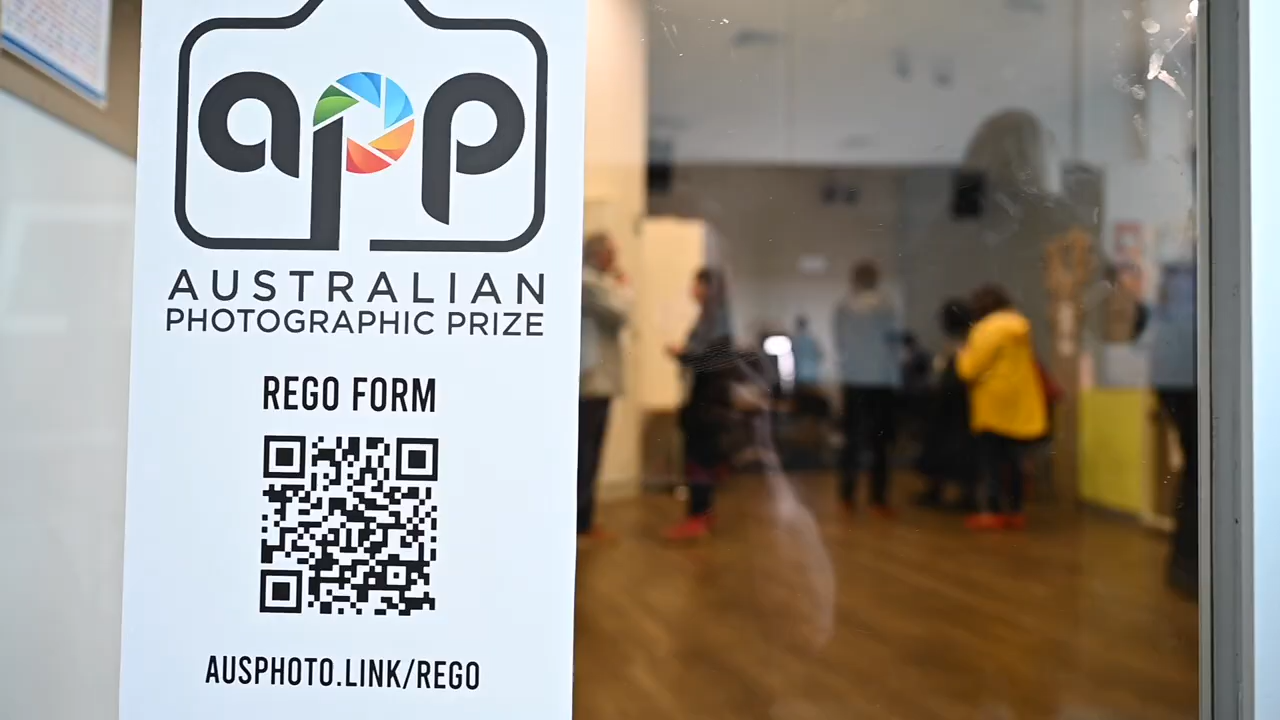 app
AUSTRALIAN
PHOTOGRAPHIC PRIZE
REGO FORM
AUSPHOTO.LINK/REGO